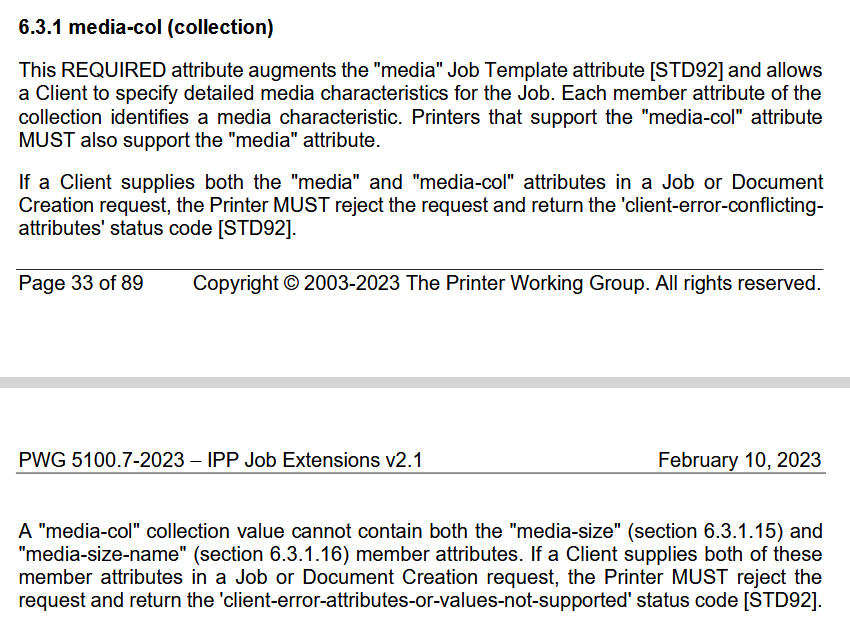 6.3.1 media-col (collection)
This REQUIRED attribute augments the "media" Job Template attribute [STD92] and allows
a Client to specify detailed media characteristics for the Job. Each member attribute of the
collection identifies a media characteristic. Printers that support the "media-col" attribute
MUST also support the "media" attribute.
If a Client supplies both the "media" and "media-col" attributes in a Job or Document
Creation request, the Printer MUST reject the request and return the 'client-error-conflicting-
attributes' status code [STD92].
Page 33 of 89 Copyright © 2003-2023 The Printer Working Group. All rights reserved.
PWG 5100.7-2023 – IPP Job Extensions v2.1 February 10, 2023
A "media-col" collection value cannot contain both the "media-size" (section 6.3.1.15) and
"media-size-name" (section 6.3.1.16) member attributes. If a Client supplies both of these
member attributes in a Job or Document Creation request, the Printer MUST reject the
request and return the 'client-error-attributes-or-values-not-supported' status code [STD92].